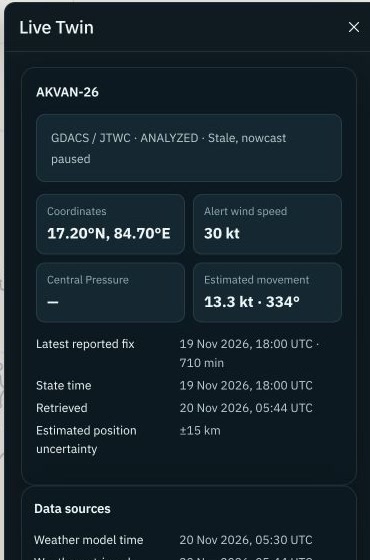 Live Twin
AKVAN-26
GDACS / JTWC · ANALYZED · Stale, nowcast
paused
Coordinates
17.20°N, 84.70°E
Alert wind speed
30 kt
Central Pressure
—
Estimated movement
13.3 kt · 334°
Latest reported fix
19 Nov 2026, 18:00 UTC ·
710 min
State time
19 Nov 2026, 18:00 UTC
Retrieved
20 Nov 2026, 05:44 UTC
Estimated position
uncertainty
±15 km
Data sources
Weather model time
20 Nov 2026, 05:30 UTC